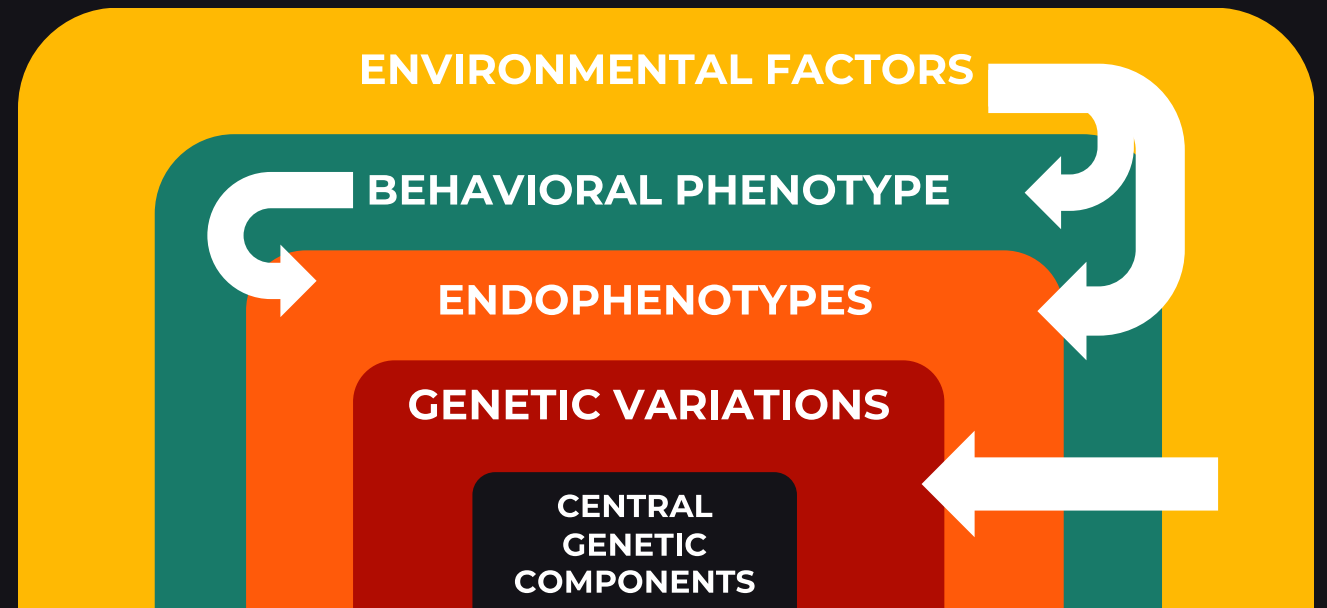 ENVIRONMENTAL FACTORS
BEHAVIORAL PHENOTYPE
ENDOPHENOTYPES
GENETIC VARIATIONS
CENTRAL
GENETIC
COMPONENTS